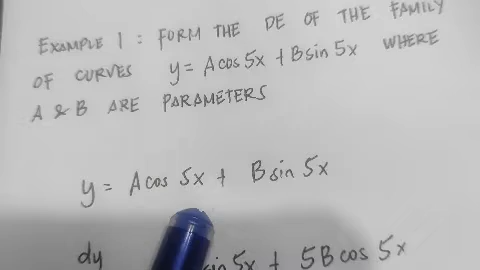 EXAMPLE 1 : FORM THE DE OF THE FAMILY
OF CURVES y = A cos 5x + B sin 5x WHERE
A & B ARE PARAMETERS
y = A cos 5x + B sin 5x
dy sin 5x + 5B cos 5x